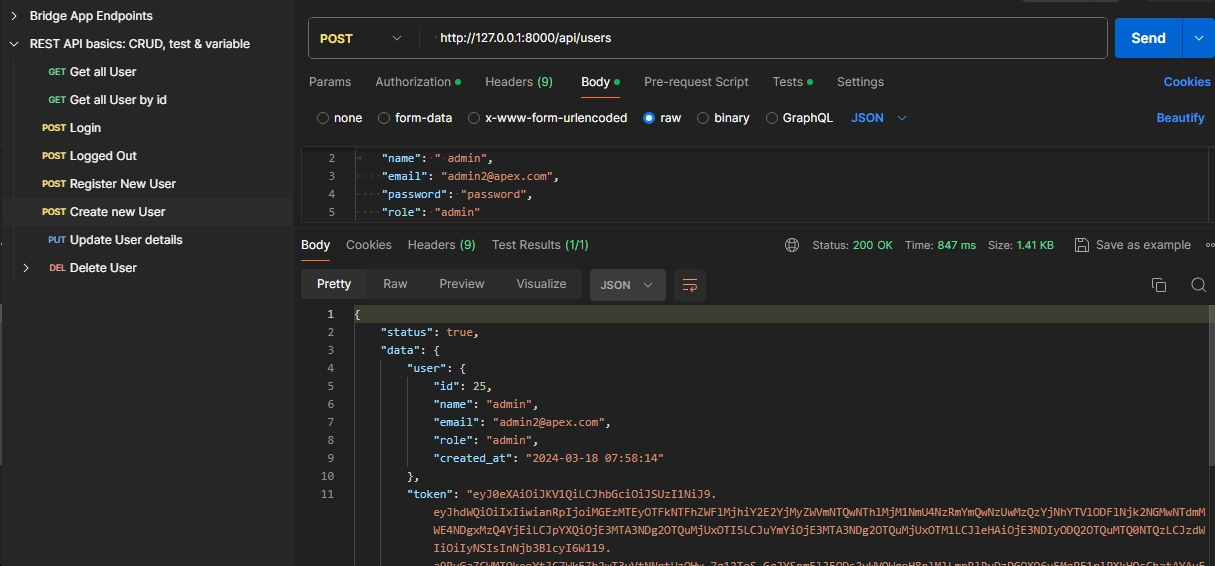 Bridge App Endpoints
REST API basics: CRUD, test & variable
GET Get all User
GET Get all User by id
POST Login
POST Logged Out
POST Register New User
POST Create new User
PUT Update User details
DEL Delete User
POST http://127.0.0.1:8000/api/users Send
Params Authorization Headers (9) Body Pre-request Script Tests Settings Cookies
none form-data x-www-form-urlencoded raw binary GraphQL JSON Beautify
2 "name": " admin",
3 "email": "admin2@apex.com",
4 "password": "password",
5 "role": "admin"
Body Cookies Headers (9) Test Results (1/1) Status: 200 OK Time: 847 ms Size: 1.41 KB Save as example
Pretty Raw Preview Visualize JSON
1 {
2 "status": true,
3 "data": {
4 "user": {
5 "id": 25,
6 "name": "admin",
7 "email": "admin2@apex.com",
8 "role": "admin",
9 "created_at": "2024-03-18 07:58:14"
10 },
11 "token": "eyJ0eXAiOiJKV1QiLCJhbGciOiJSUzI1NiJ9.